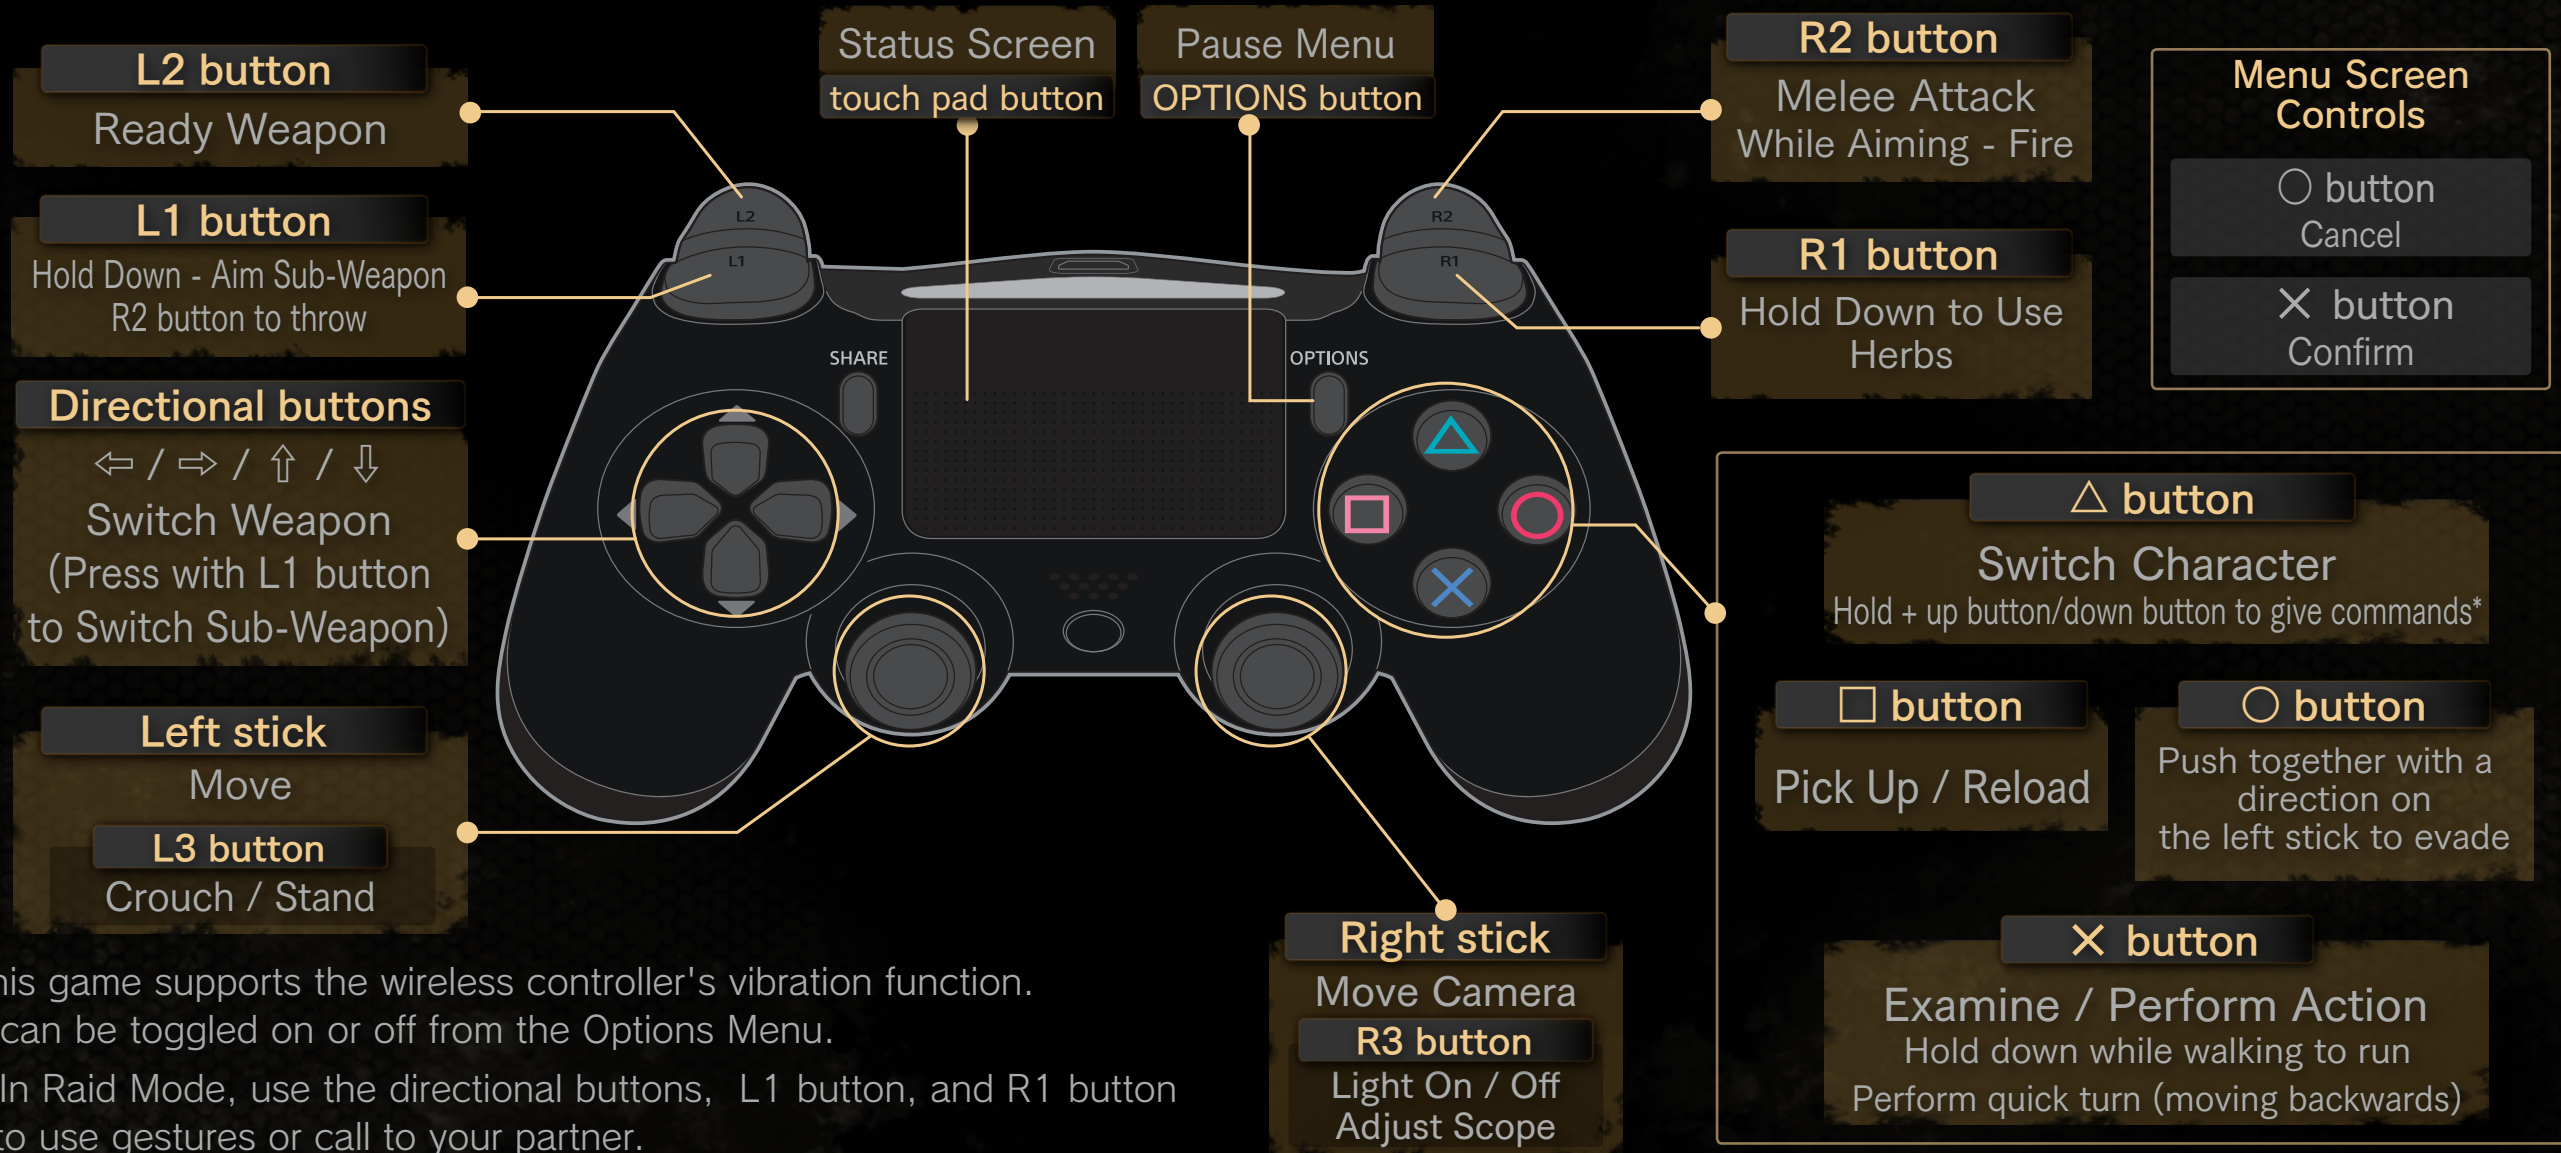 L2 button
Ready Weapon
L1 button
Hold Down - Aim Sub-Weapon
R2 button to throw
Directional buttons
⇦ / ⇨ / ⇧ / ⇩
Switch Weapon
(Press with L1 button
to Switch Sub-Weapon)
Left stick
Move
L3 button
Crouch / Stand
Status Screen
touch pad button
Pause Menu
OPTIONS button
L2
L1
R2
R1
SHARE
OPTIONS
R2 button
Melee Attack
While Aiming - Fire
R1 button
Hold Down to Use
Herbs
Menu Screen
Controls
○ button
Cancel
✕ button
Confirm
△ button
Switch Character
Hold + up button/down button to give commands*
□ button
Pick Up / Reload
○ button
Push together with a
direction on
the left stick to evade
✕ button
Examine / Perform Action
Hold down while walking to run
Perform quick turn (moving backwards)
Right stick
Move Camera
R3 button
Light On / Off
Adjust Scope
his game supports the wireless controller's vibration function.
can be toggled on or off from the Options Menu.
In Raid Mode, use the directional buttons, L1 button, and R1 button
to use gestures or call to your partner.